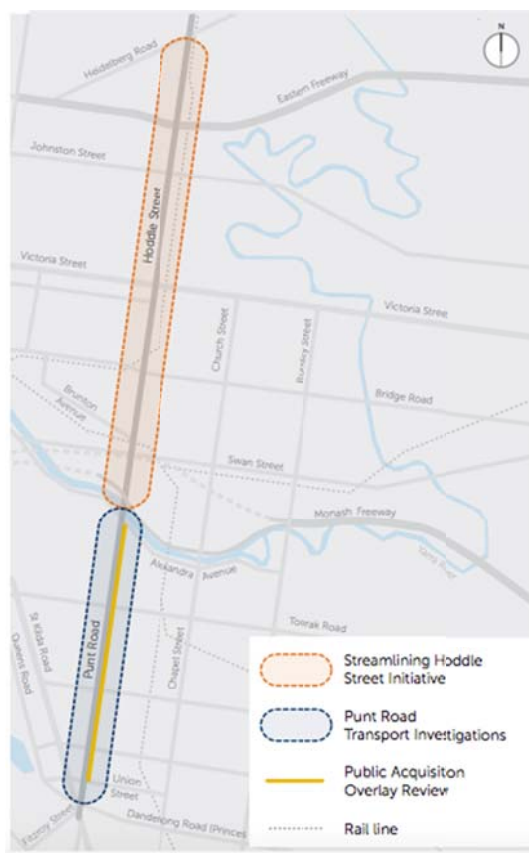 N
Heidelberg Road
Eastern Freeway
Johnston Street
Hoddle Street
Victoria Street
Victoria Stree
Church Street
Burnley Street
Bridge Road
Brunton
Avenue
Swan Street
Monash Freeway
Yarra River
Alexandra Avenue
Toorak Road
St Kilda Road
Queens Road
Punt Road
Chapel Street
Union
Street
Dandenong Road (Princes
Fitzroy Street
Streamlining Hoddle
Street Initiative
Punt Road
Transport Investigations
Public Acquisiton
Overlay Review
Rail line